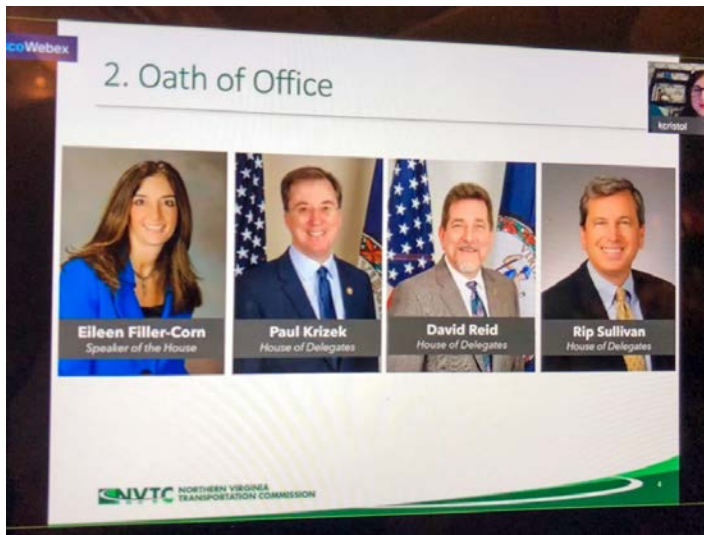 coWebex
2. Oath of Office
kcristol
Eileen Filler-Corn
Speaker of the House
Paul Krizek
House of Delegates
David Reid
House of Delegates
Rip Sullivan
House of Delegates
NVTC NORTHERN VIRGINIA
TRANSPORTATION COMMISSION
4